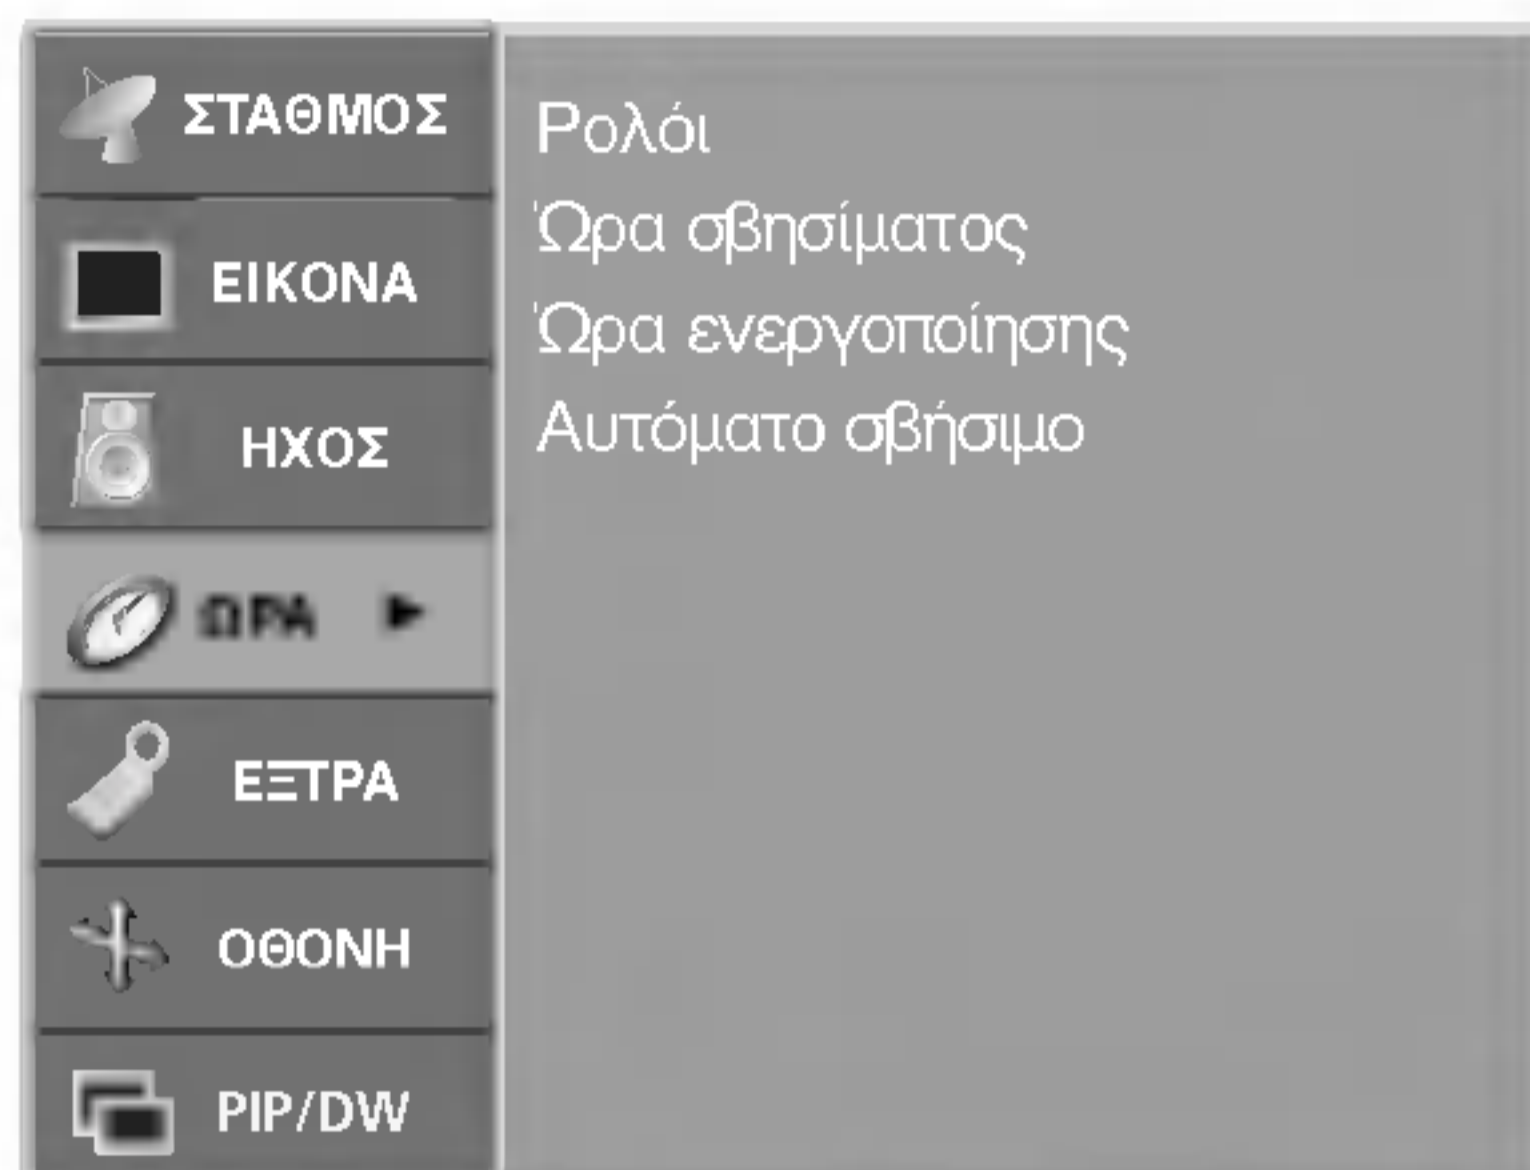 ΣΤΑΘΜΟΣ
ΕΙΚΟΝΑ
ΗΧΟΣ
ΩΡΑ
ΕΞΤΡΑ
ΟΘΟΝΗ
PIP/DW
Ρολόι
Ώρα σβησίματος
Ώρα ενεργοποίησης
Αυτόματο σβήσιμο